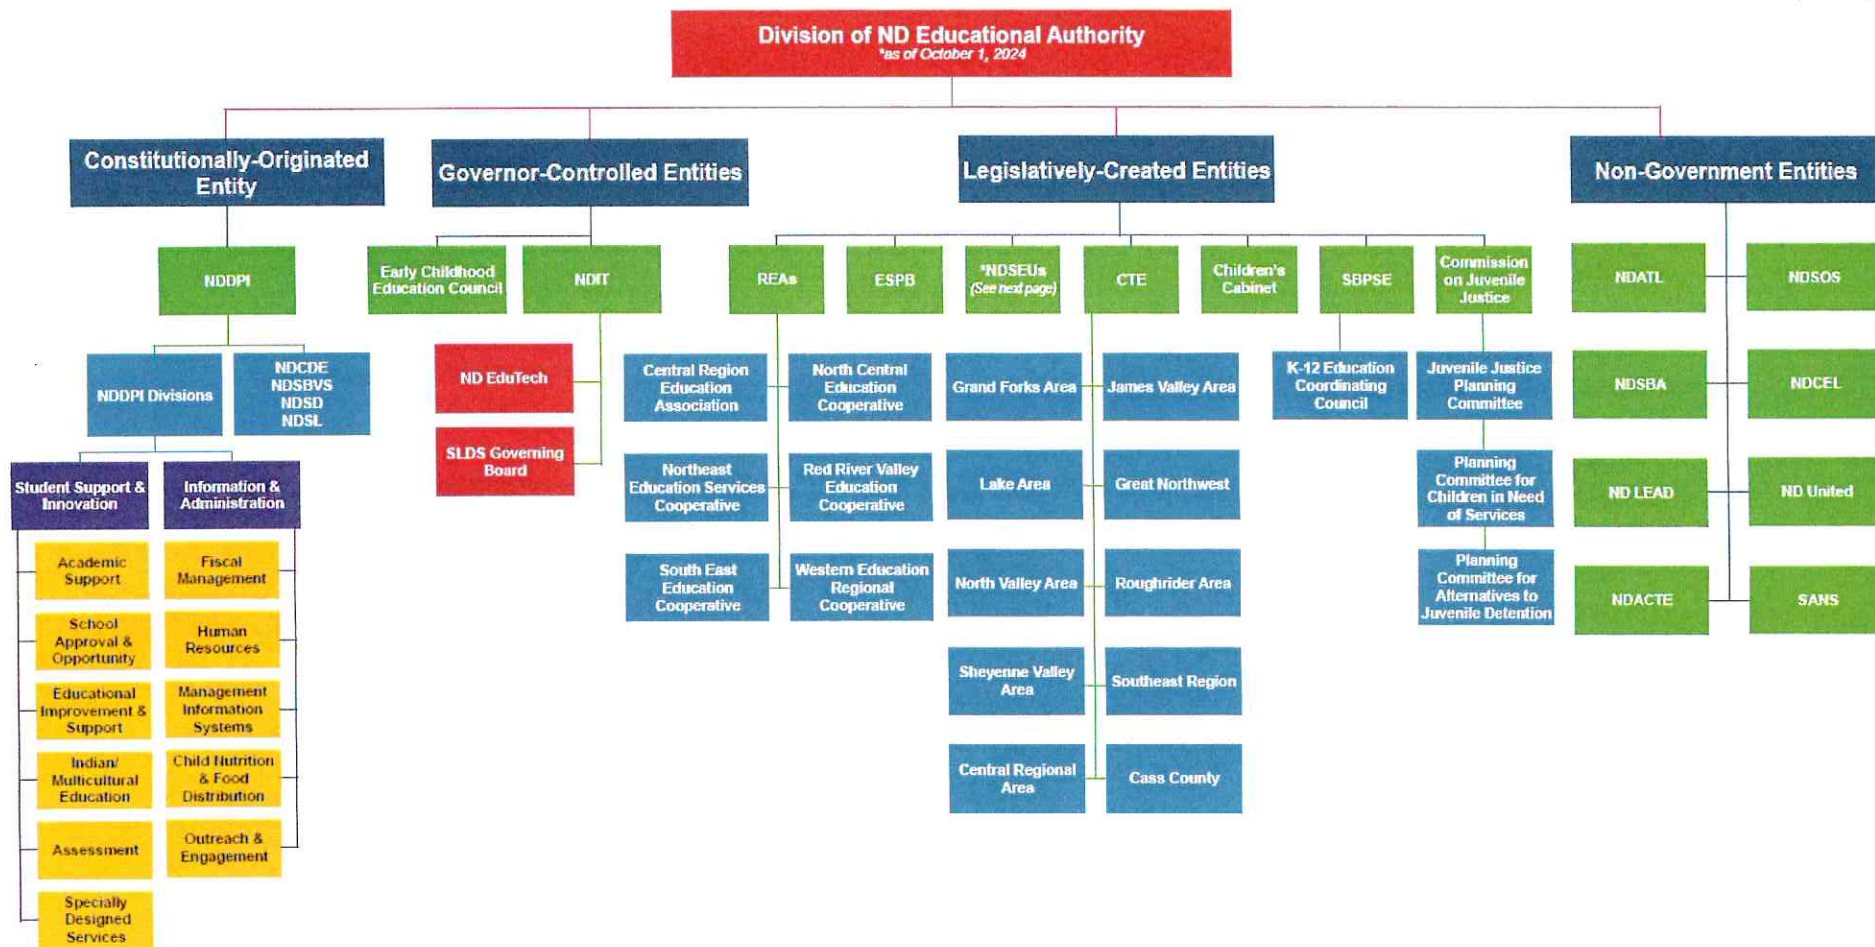 Division of ND Educational Authority
*as of October 1, 2024
Constitutionally-Originated
Entity
Governor-Controlled Entities
Legislatively-Created Entities
Non-Government Entities
NDDPI
Early Childhood
Education Council
NDIT
REAs
ESPB
*NDSEUs
(See next page)
CTE
Children's
Cabinet
SBPSE
Commission
on Juvenile
Justice
NDATL
NDSOS
NDDPI Divisions
NDCDE
NDSBVS
NDSD
NDSL
ND EduTech
SLDS Governing
Board
Central Region
Education
Association
North Central
Education
Cooperative
Northeast
Education Services
Cooperative
Red River Valley
Education
Cooperative
South East
Education
Cooperative
Western Education
Regional
Cooperative
Grand Forks Area
James Valley Area
Lake Area
Great Northwest
North Valley Area
Roughrider Area
Sheyenne Valley
Area
Southeast Region
Central Regional
Area
Cass County
K-12 Education
Coordinating
Council
Juvenile Justice
Planning
Committee
Planning
Committee for
Children in Need
of Services
Planning
Committee for
Alternatives to
Juvenile Detention
NDSBA
NDCEL
ND LEAD
ND United
NDACTE
SANS
Student Support &
Innovation
Information &
Administration
Academic
Support
School
Approval &
Opportunity
Educational
Improvement &
Support
Indian/
Multicultural
Education
Assessment
Specially
Designed
Services
Fiscal
Management
Human
Resources
Management
Information
Systems
Child Nutrition
& Food
Distribution
Outreach &
Engagement